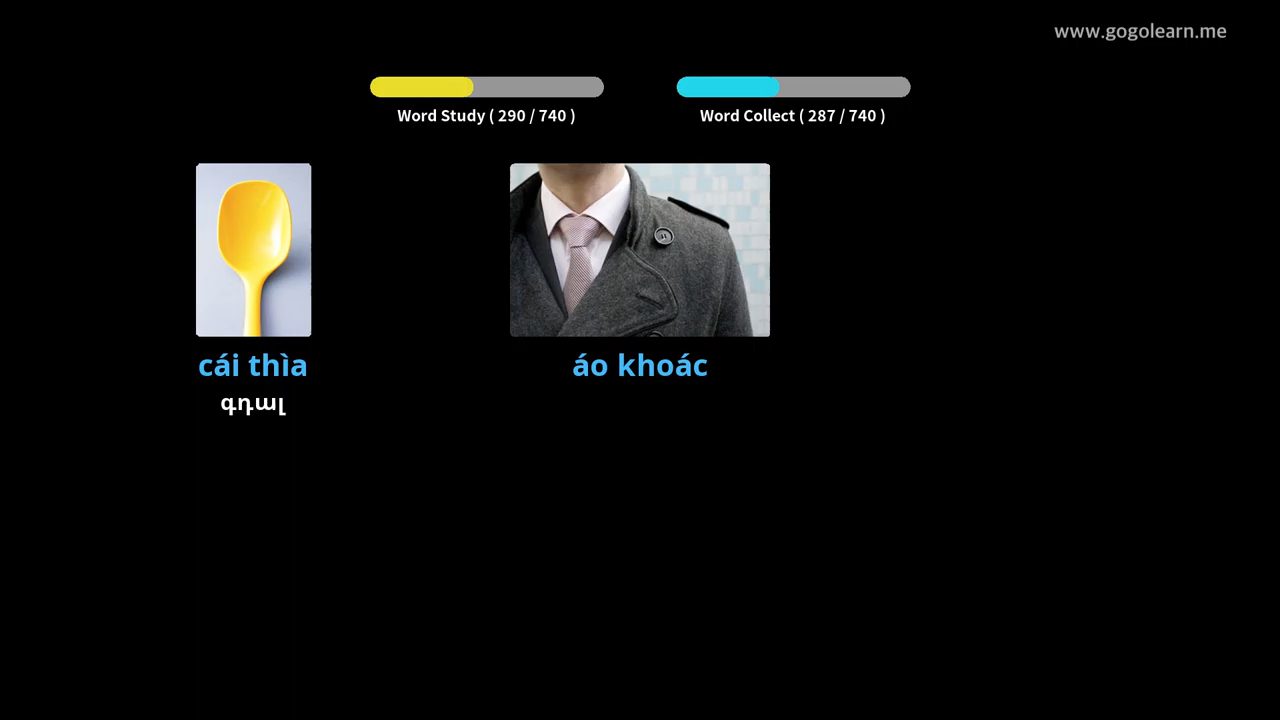 www.gogolearn.me
Word Study ( 290 / 740 )
Word Collect ( 287 / 740 )
cái thìa
գդալ
áo khoác